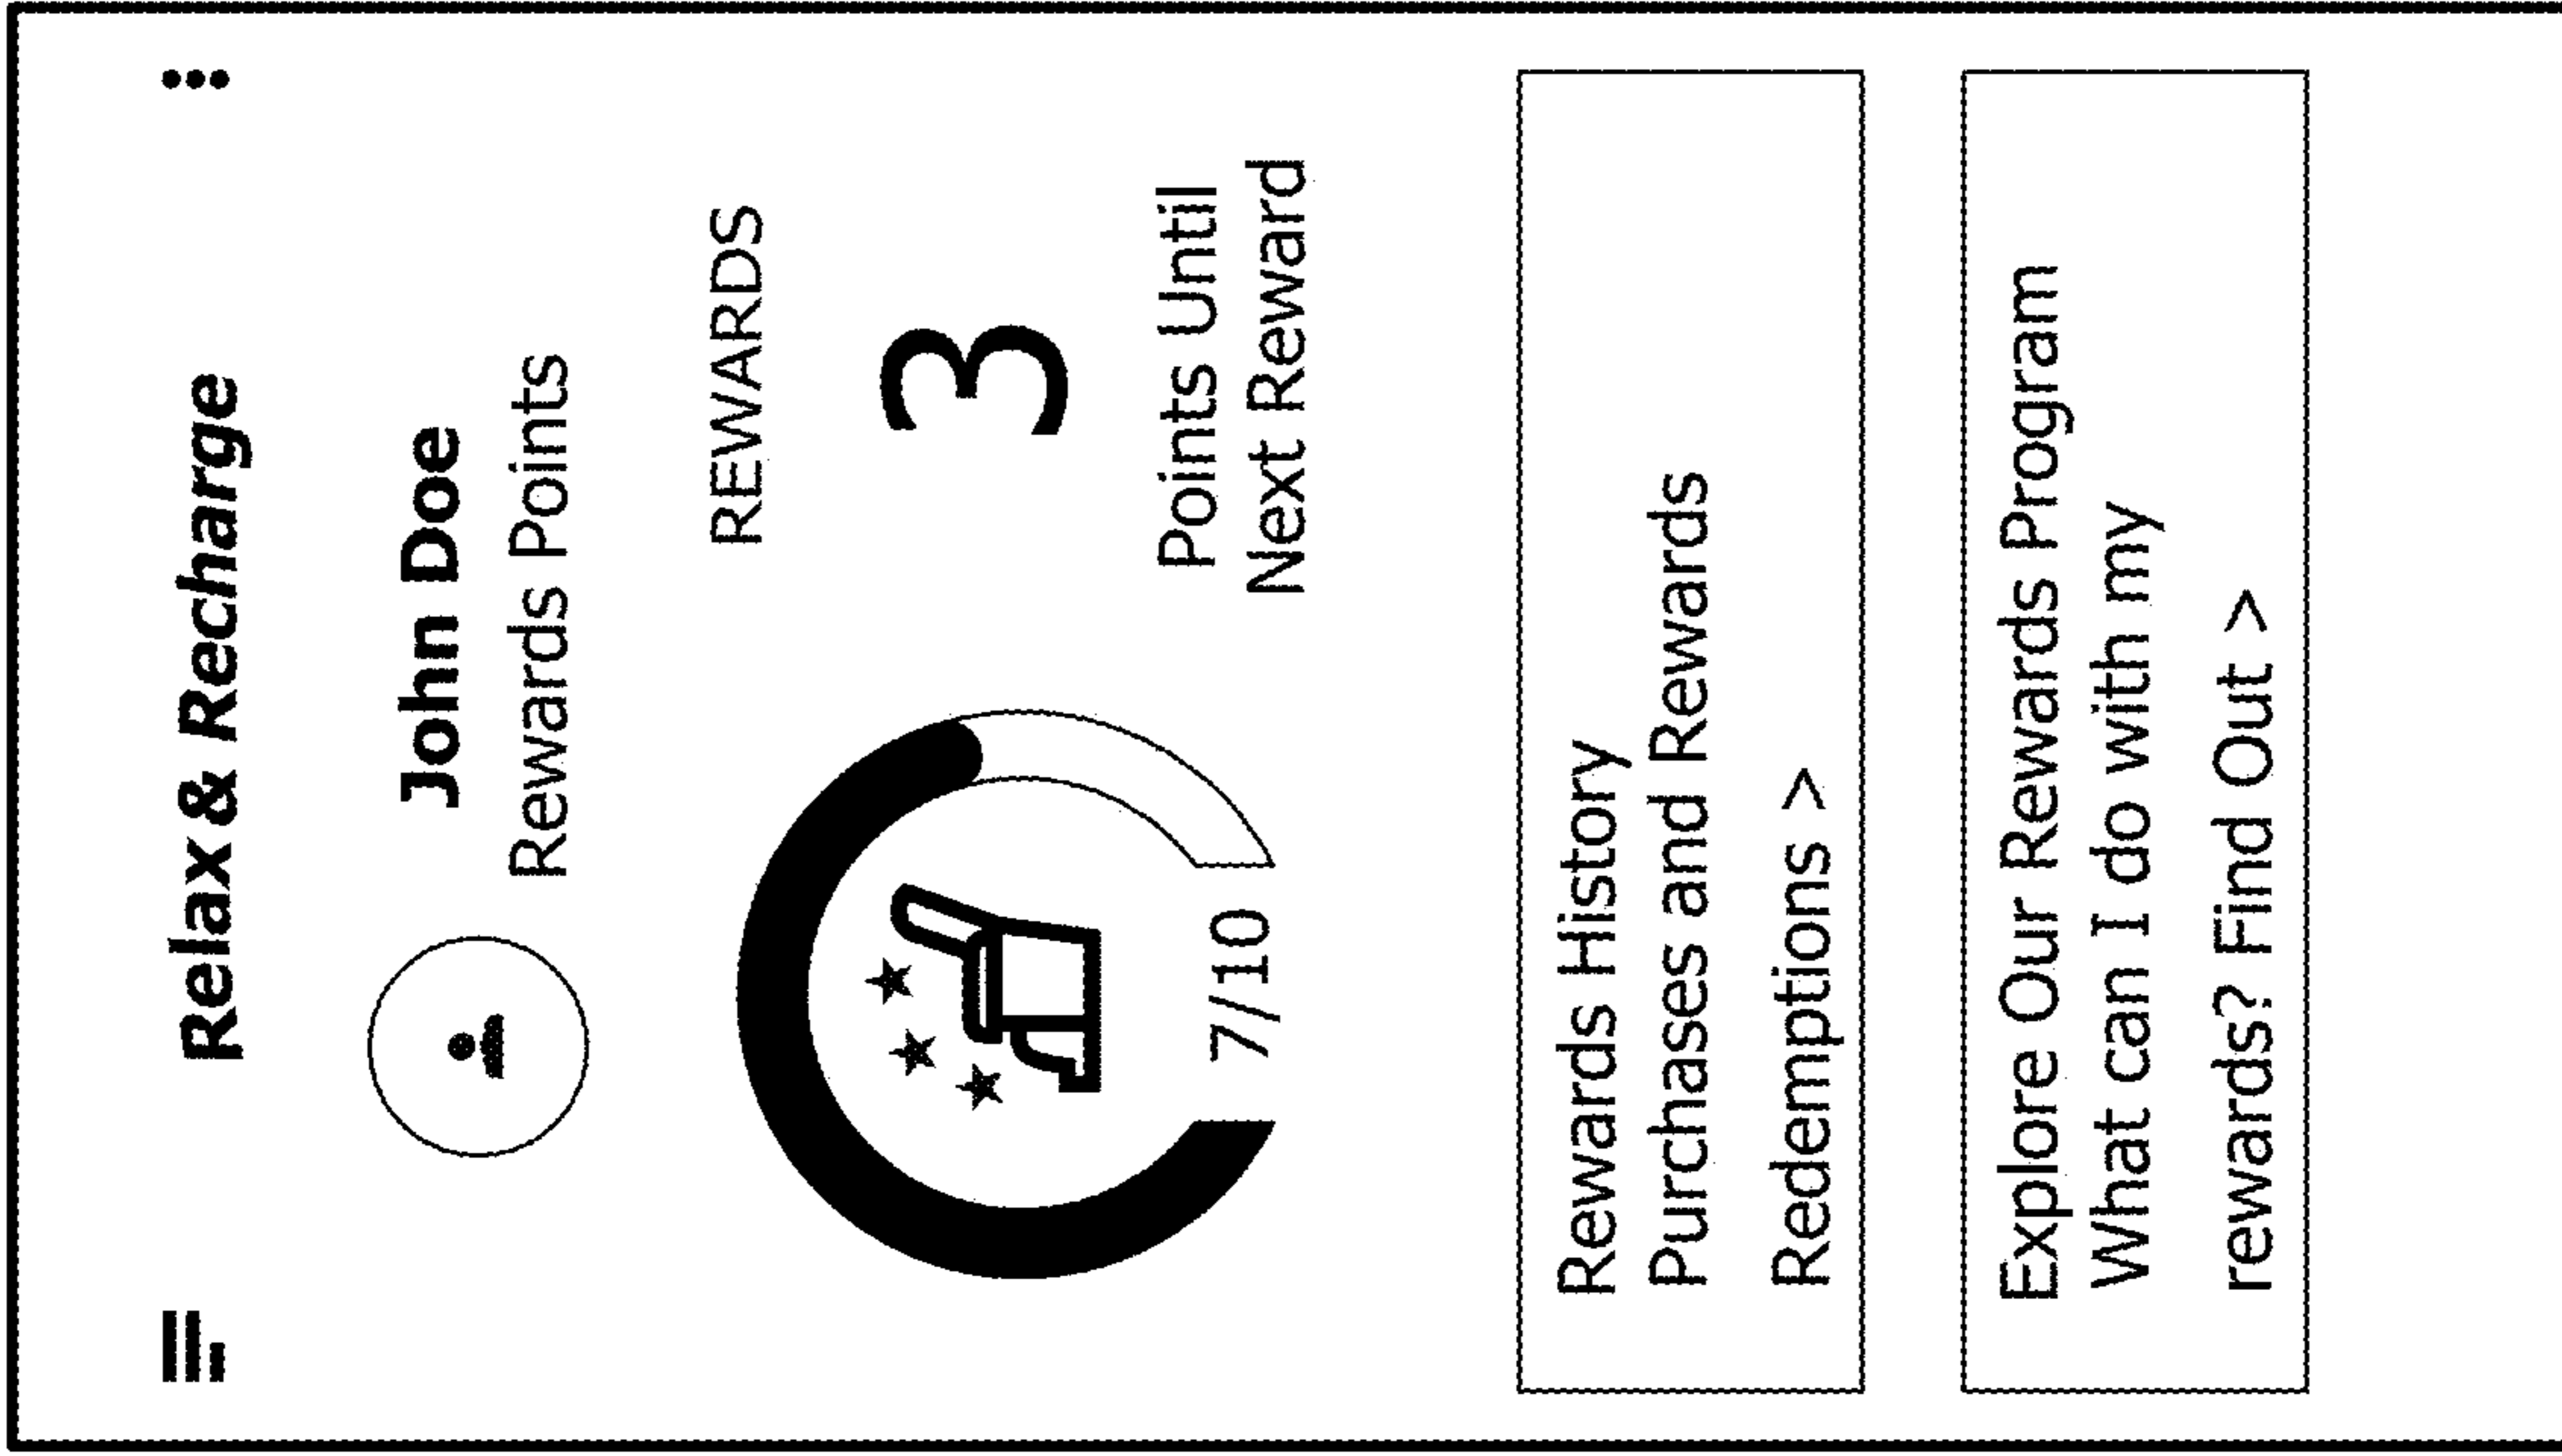 Relax & Recharge
John Doe
Rewards Points
REWARDS
7/10
3
Points Until
Next Reward
Rewards History
Purchases and Rewards
Redemptions >
Explore Our Rewards Program
What can I do with my
rewards? Find Out >